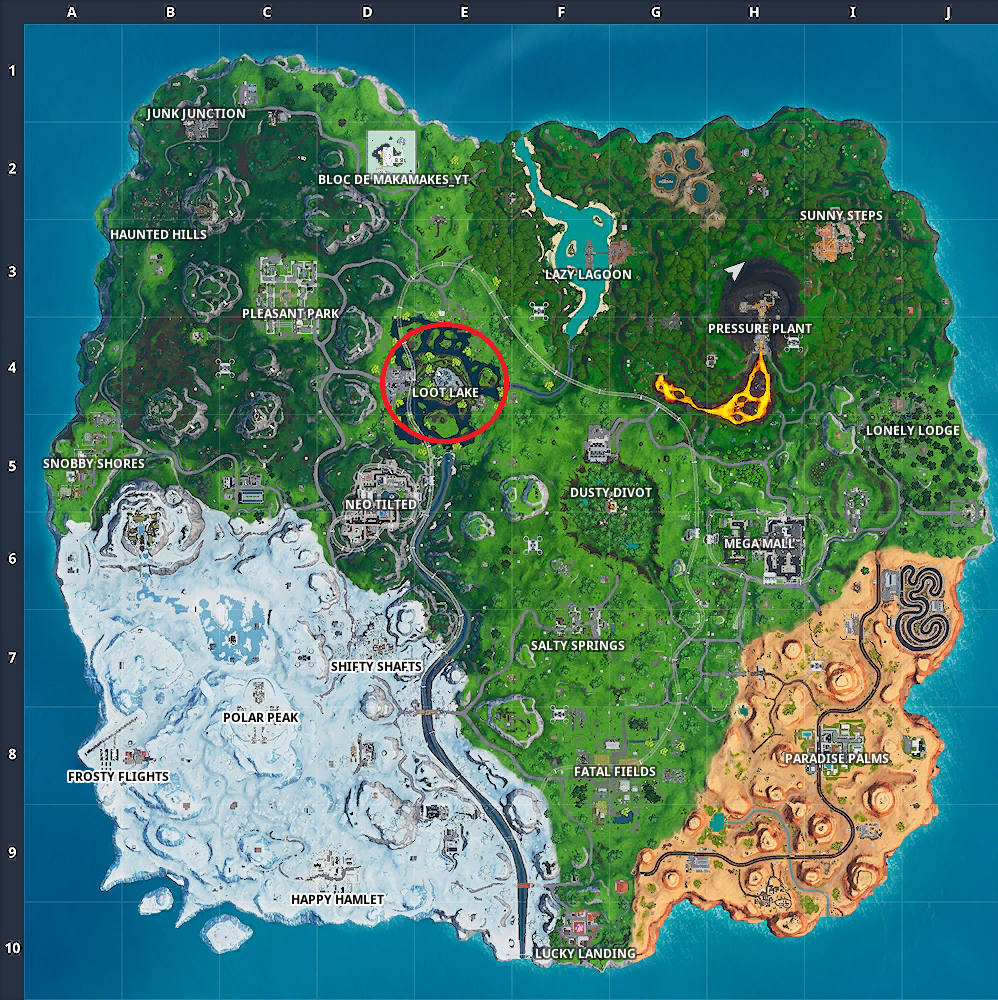 A B C D E F G H I J
1
JUNK JUNCTION
2
BLOC DE MAKAMAKES_YT
SUNNY STEPS
HAUNTED HILLS
3
LAZY LAGOON
PLEASANT PARK
PRESSURE PLANT
4
LOOT LAKE
LONELY LODGE
5
SNOBBY SHORES
DUSTY DIVOT
NEO TILTED
MEGA MALL
6
SALTY SPRINGS
7
SHIFTY SHAFTS
POLAR PEAK
8
PARADISE PALMS
FATAL FIELDS
FROSTY FLIGHTS
9
HAPPY HAMLET
10
LUCKY LANDING